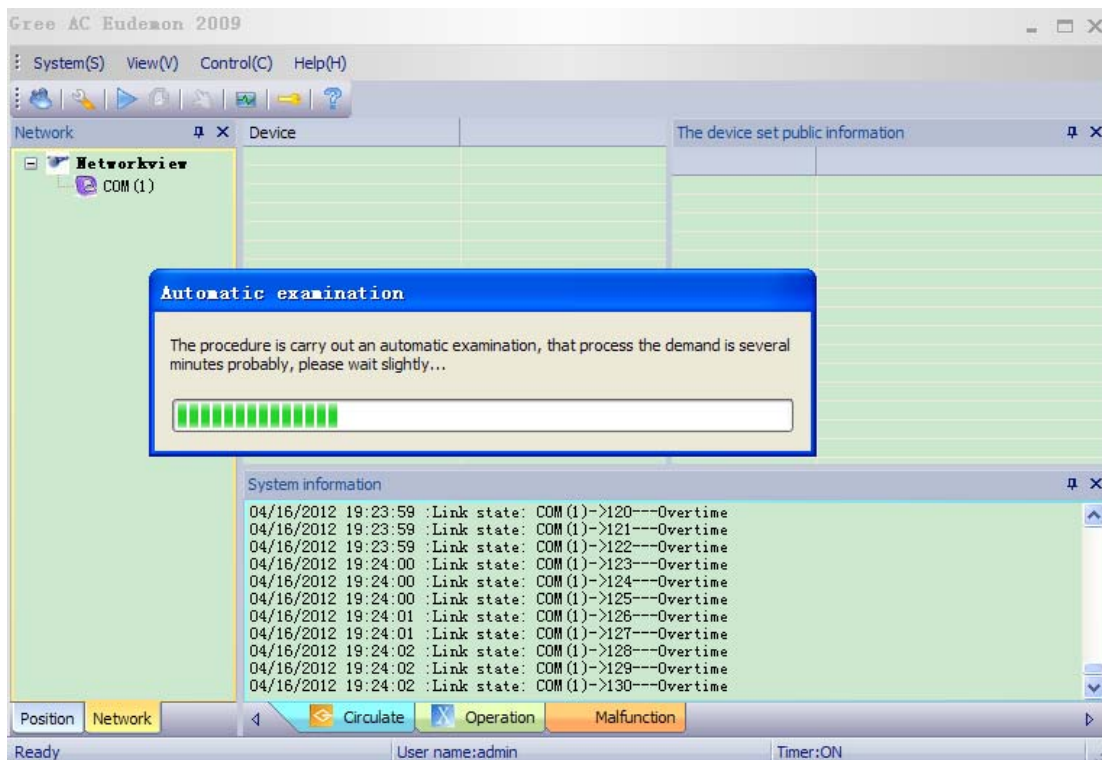 Gree AC Eudemon 2009
System(S) View(V) Control(C) Help(H)
Network
Device
The device set public information
Networkview
COM(1)
Automatic examination
The procedure is carry out an automatic examination, that process the demand is several
minutes probably, please wait slightly...
System information
04/16/2012 19:23:59 :Link state: COM(1)->120---Overtime
04/16/2012 19:23:59 :Link state: COM(1)->121---Overtime
04/16/2012 19:23:59 :Link state: COM(1)->122---Overtime
04/16/2012 19:24:00 :Link state: COM(1)->123---Overtime
04/16/2012 19:24:00 :Link state: COM(1)->124---Overtime
04/16/2012 19:24:00 :Link state: COM(1)->125---Overtime
04/16/2012 19:24:01 :Link state: COM(1)->126---Overtime
04/16/2012 19:24:01 :Link state: COM(1)->127---Overtime
04/16/2012 19:24:02 :Link state: COM(1)->128---Overtime
04/16/2012 19:24:02 :Link state: COM(1)->129---Overtime
04/16/2012 19:24:02 :Link state: COM(1)->130---Overtime
Position Network
Circulate Operation Malfunction
Ready User name:admin Timer:ON